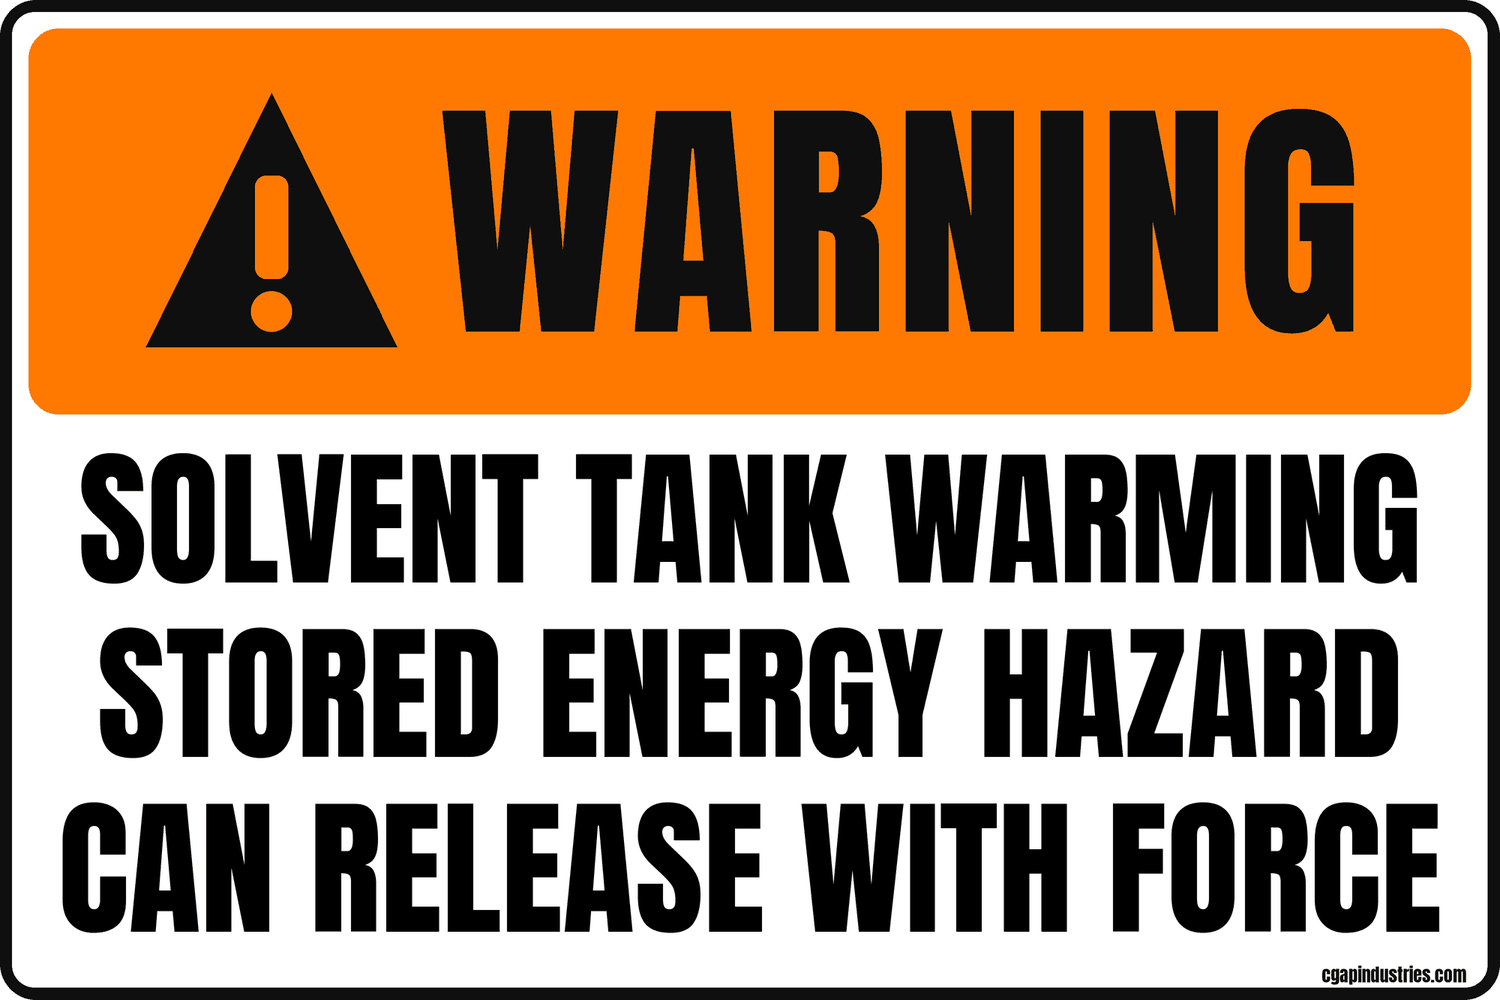 WARNING
SOLVENT TANK WARMING
STORED ENERGY HAZARD
CAN RELEASE WITH FORCE
cgapindustries.com